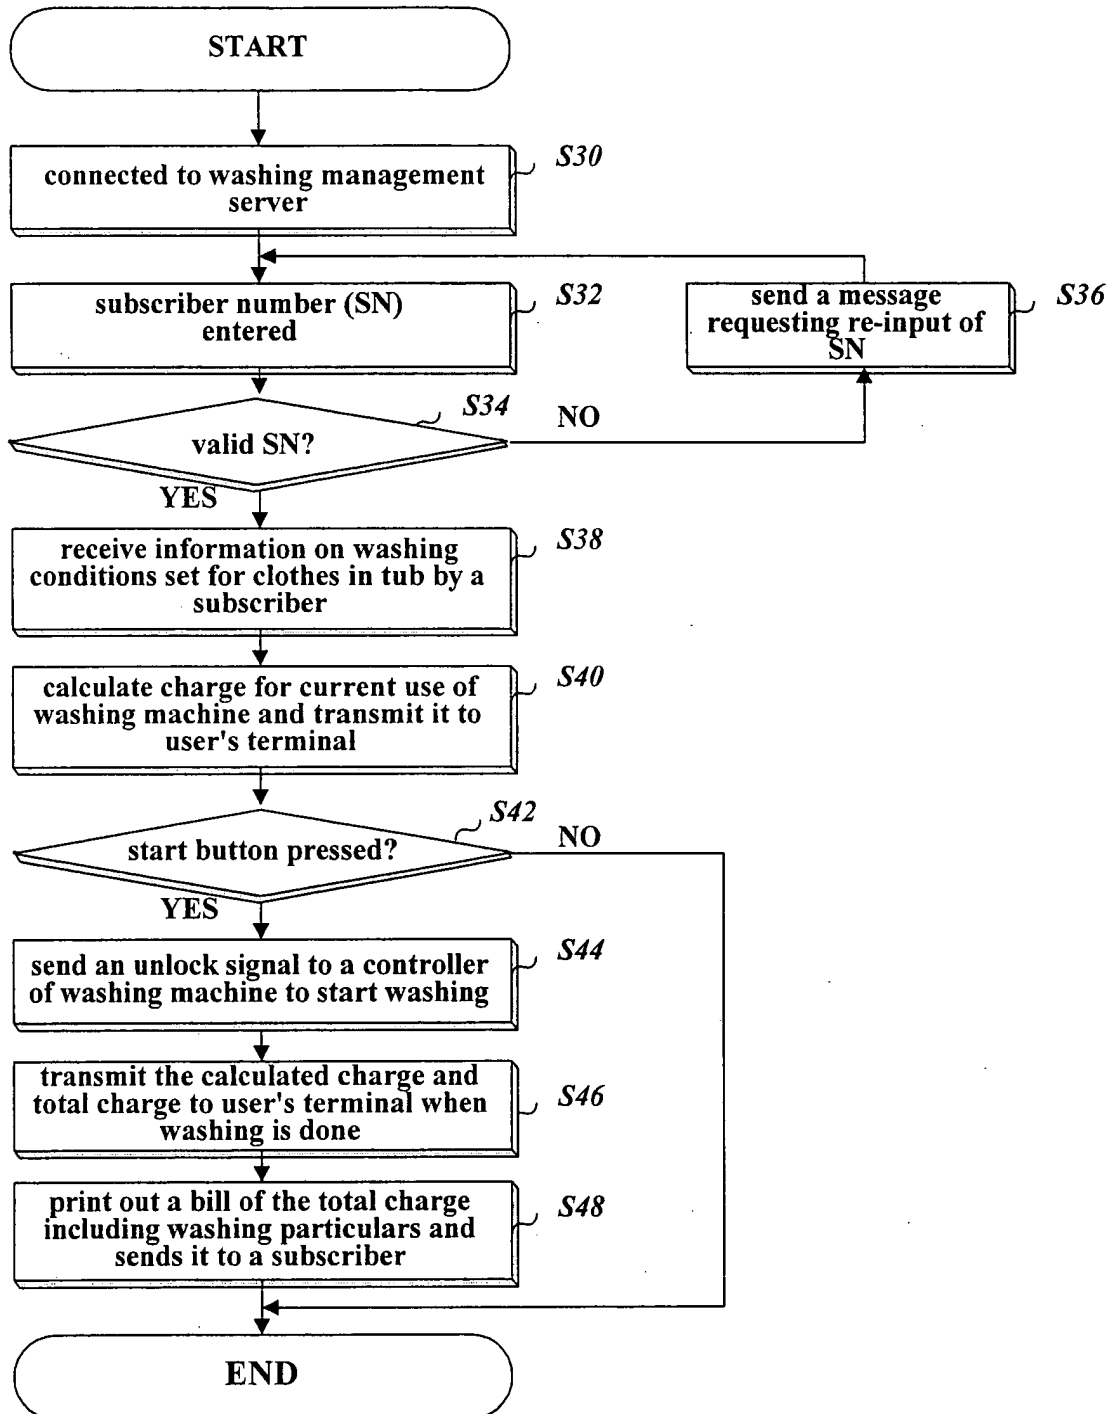 START
connected to washing management
server
S30
subscriber number (SN)
entered
S32
send a message
requesting re-input of
SN
S36
valid SN?
S34
NO
YES
receive information on washing
conditions set for clothes in tub by a
subscriber
S38
calculate charge for current use of
washing machine and transmit it to
user's terminal
S40
start button pressed?
S42
NO
YES
send an unlock signal to a controller
of washing machine to start washing
S44
transmit the calculated charge and
total charge to user's terminal when
washing is done
S46
print out a bill of the total charge
including washing particulars and
sends it to a subscriber
S48
END